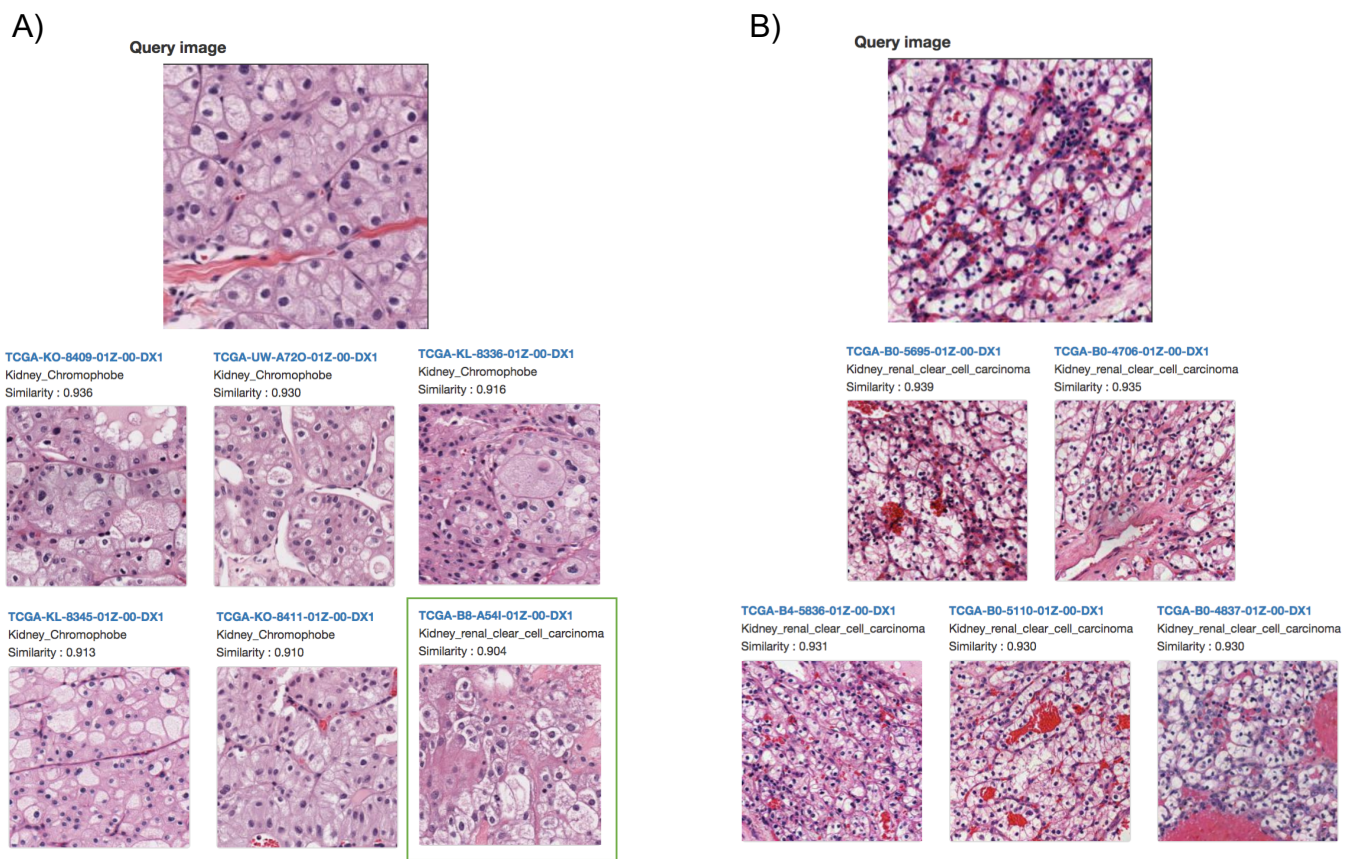 A)
Query image
TCGA-KO-8409-01Z-00-DX1
Kidney_Chromophobe
Similarity : 0.936
TCGA-UW-A72O-01Z-00-DX1
Kidney_Chromophobe
Similarity : 0.930
TCGA-KL-8336-01Z-00-DX1
Kidney_Chromophobe
Similarity : 0.916
TCGA-KL-8345-01Z-00-DX1
Kidney_Chromophobe
Similarity : 0.913
TCGA-KO-8411-01Z-00-DX1
Kidney_Chromophobe
Similarity : 0.910
TCGA-B8-A54I-01Z-00-DX1
Kidney_renal_clear_cell_carcinoma
Similarity : 0.904
B)
Query image
TCGA-B0-5695-01Z-00-DX1
Kidney_renal_clear_cell_carcinoma
Similarity : 0.939
TCGA-B0-4706-01Z-00-DX1
Kidney_renal_clear_cell_carcinoma
Similarity : 0.935
TCGA-B4-5836-01Z-00-DX1
Kidney_renal_clear_cell_carcinoma
Similarity : 0.931
TCGA-B0-5110-01Z-00-DX1
Kidney_renal_clear_cell_carcinoma
Similarity : 0.930
TCGA-B0-4837-01Z-00-DX1
Kidney_renal_clear_cell_carcinoma
Similarity : 0.930